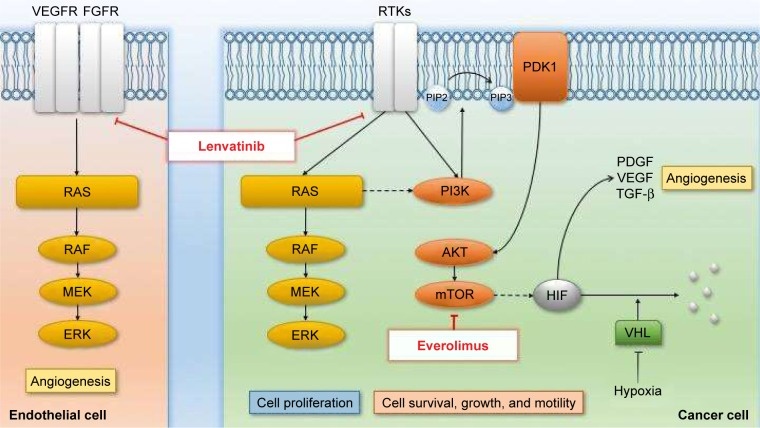 VEGFR FGFR
RTKs
PDK1
PIP2
PIP3
Lenvatinib
RAS
RAF
MEK
ERK
Angiogenesis
Endothelial cell
RAS
PI3K
RAF
MEK
ERK
AKT
mTOR
Everolimus
HIF
PDGF
VEGF
TGF-β
Angiogenesis
VHL
Hypoxia
Cell proliferation
Cell survival, growth, and motility
Cancer cell